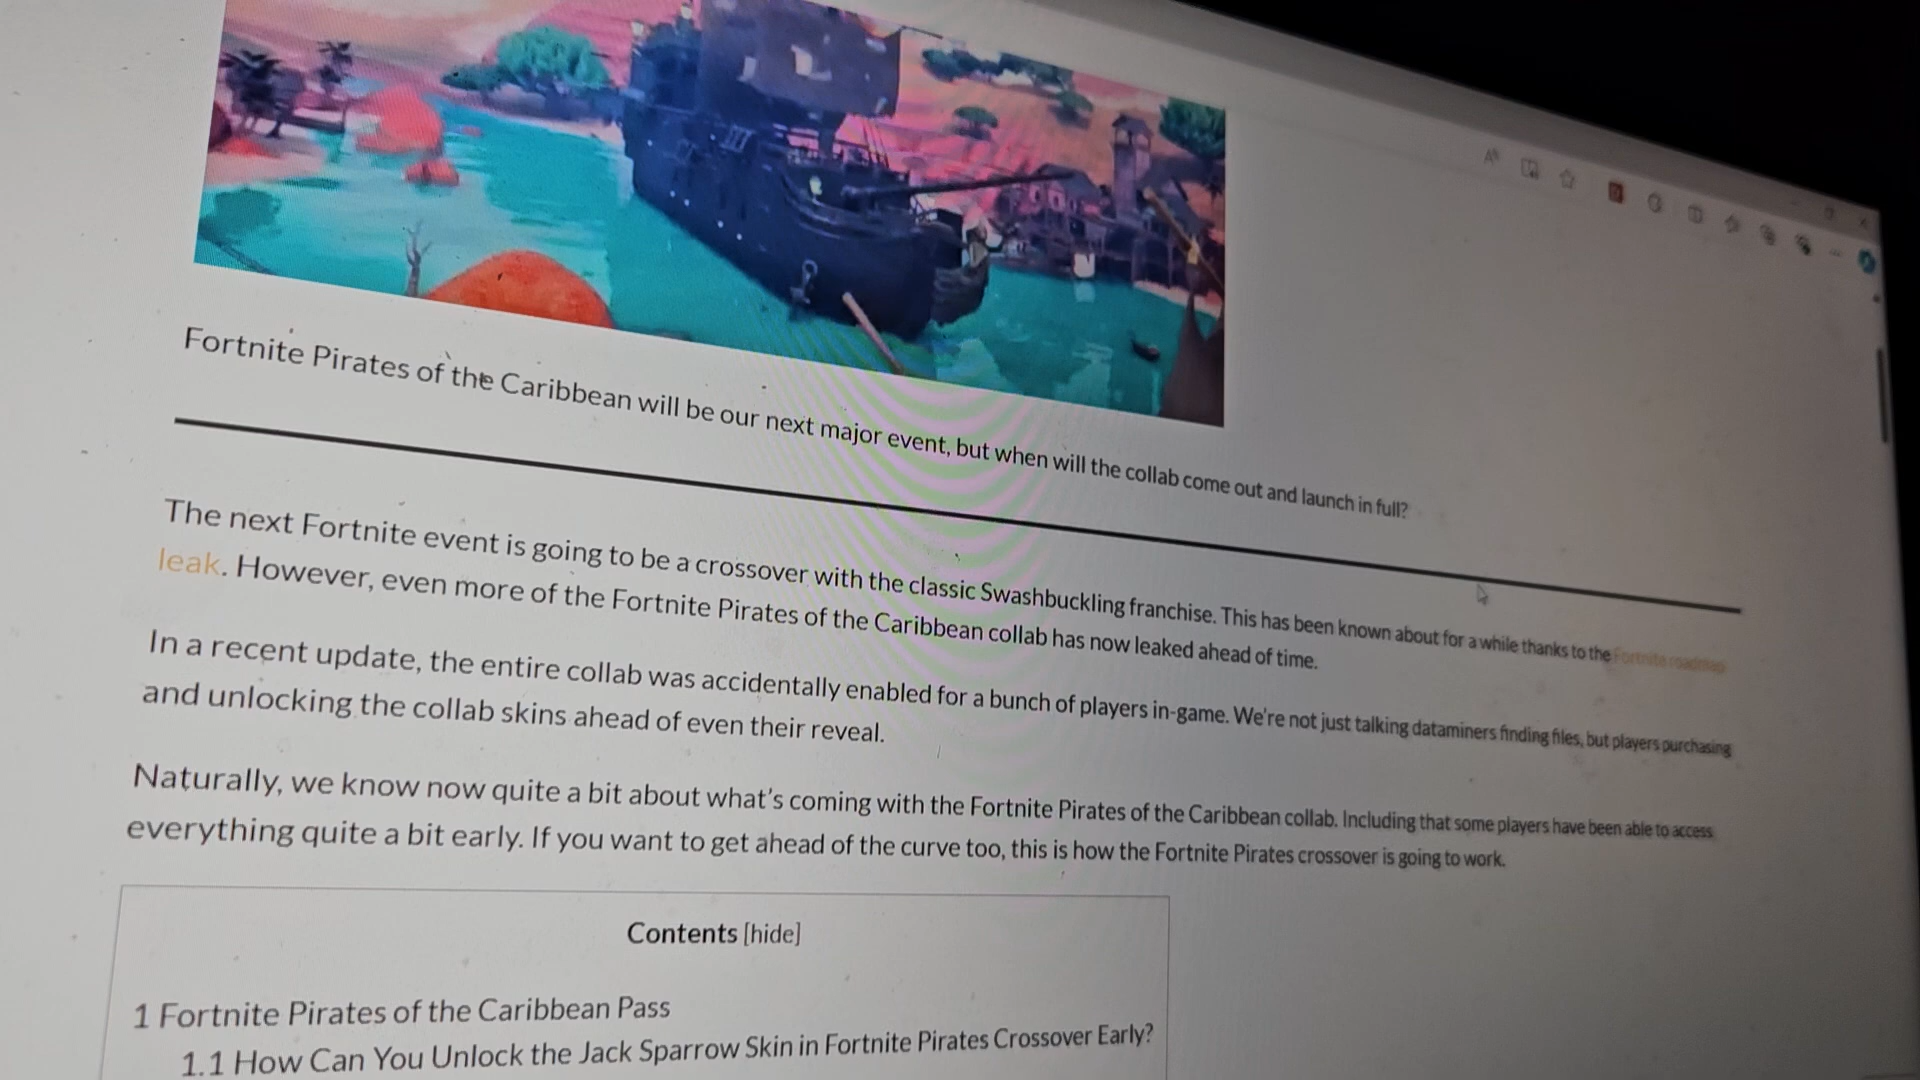 Fortnite Pirates of the Caribbean will be our next major event, but when will the collab come out and launch in full?
The next Fortnite event is going to be a crossover with the classic Swashbuckling franchise. This has been known about for a while thanks to the Fortnite roadmap
leak. However, even more of the Fortnite Pirates of the Caribbean collab has now leaked ahead of time.
In a recent update, the entire collab was accidentally enabled for a bunch of players in-game. We're not just talking dataminers finding files, but players purchasing
and unlocking the collab skins ahead of even their reveal.
Naturally, we know now quite a bit about what's coming with the Fortnite Pirates of the Caribbean collab. Including that some players have been able to access
everything quite a bit early. If you want to get ahead of the curve too, this is how the Fortnite Pirates crossover is going to work.
Contents [hide]
1 Fortnite Pirates of the Caribbean Pass
1.1 How Can You Unlock the Jack Sparrow Skin in Fortnite Pirates Crossover Early?